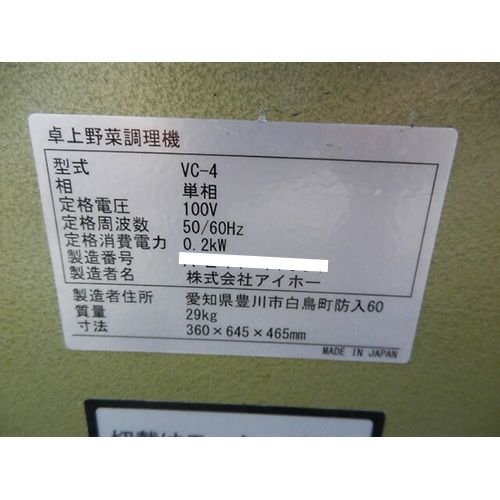 卓上野菜調理機
型式 VC-4
相 単相
定格電圧 100V
定格周波数 50/60Hz
定格消費電力 0.2kW
製造番号
製造者名 株式会社アイホー
製造者住所 愛知県豊川市白鳥町防入60
質量 29kg
寸法 360×645×465mm
MADE IN JAPAN